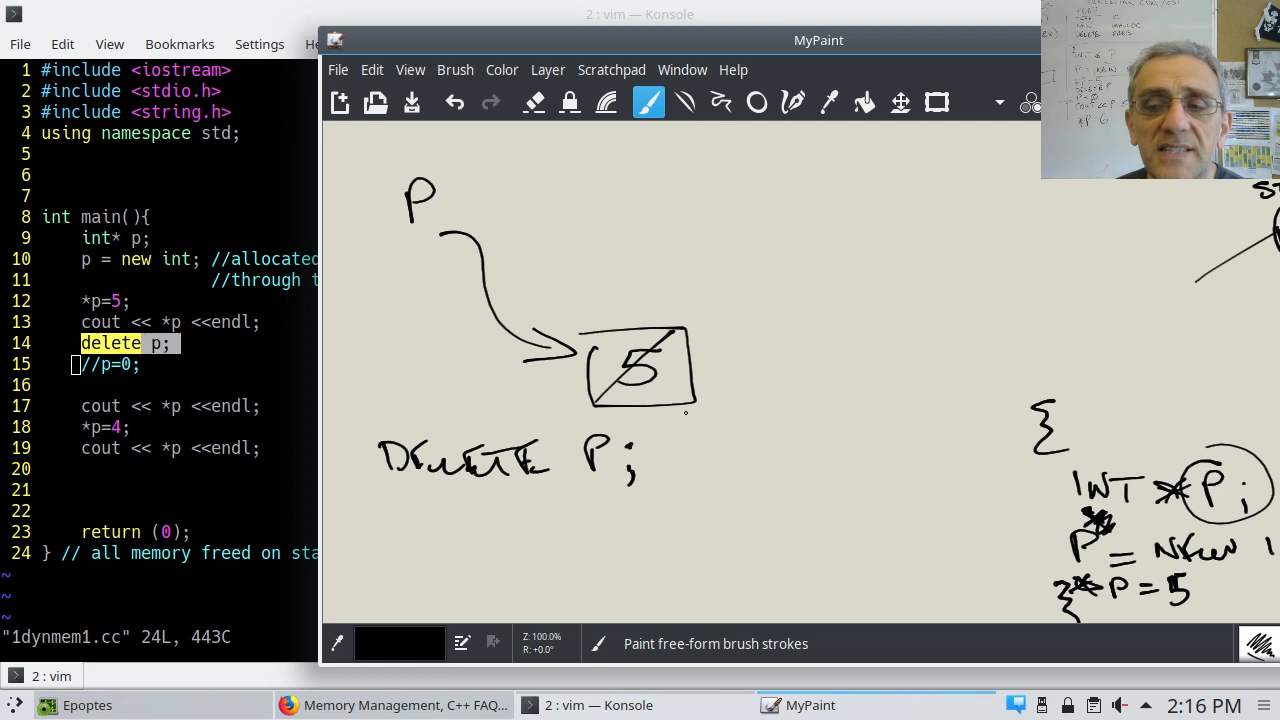 2 : vim — Konsole
File Edit View Bookmarks Settings
1 #include <iostream>
2 #include <stdio.h>
3 #include <string.h>
4 using namespace std;
5
6
7
8 int main(){
9 int* p;
10 p = new int; //allocated
11 //through t
12 *p=5;
13 cout << *p <<endl;
14 delete p;
15 //p=0;
16
17 cout << *p <<endl;
18 *p=4;
19 cout << *p <<endl;
20
21
22
23 return (0);
24 } // all memory freed on sta
~
~
~
"1dynmem1.cc" 24L, 443C
2 : vim
MyPaint
File Edit View Brush Color Layer Scratchpad Window Help
P
5
DELETE P;
{
INT *P;
P = NEW I
*P = 5
}
Z: 100.0%
R: +0.0°
Paint free-form brush strokes
Epoptes
Memory Management, C++ FAQ...
2 : vim — Konsole
MyPaint
2:16 PM